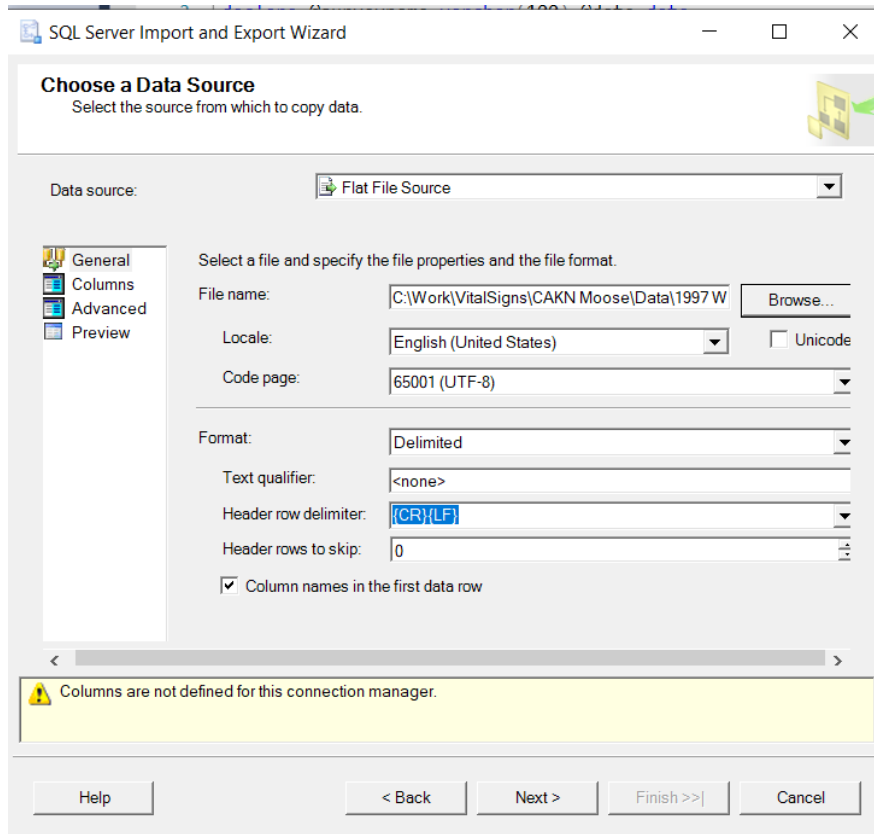 SQL Server Import and Export Wizard
Choose a Data Source
Select the source from which to copy data.
Data source:
Flat File Source
General
Columns
Advanced
Preview
Select a file and specify the file properties and the file format.
File name:
C:\Work\VitalSigns\CAKN Moose\Data\1997 W
Browse...
Locale:
English (United States)
Unicode
Code page:
65001 (UTF-8)
Format:
Delimited
Text qualifier:
<none>
Header row delimiter:
{CR}{LF}
Header rows to skip:
0
Column names in the first data row
Columns are not defined for this connection manager.
Help
< Back
Next >
Finish >>|
Cancel